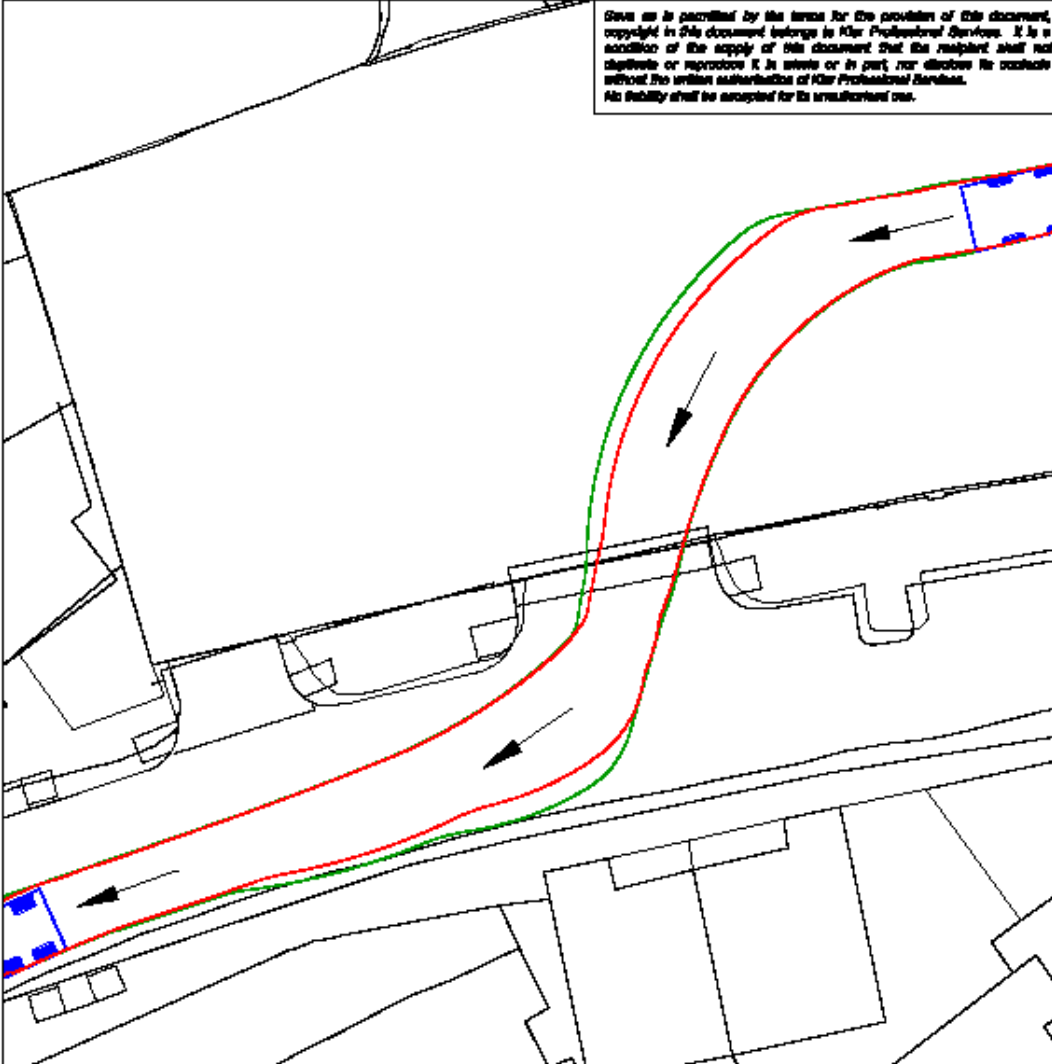 Save as is permitted by the terms for the provision of this document,
copyright in this document belongs to Kier Professional Services. It is a
condition of the supply of this document that the recipient shall not
duplicate or reproduce it in whole or in part, nor disclose its contents
without the written authorisation of Kier Professional Services.
No liability shall be accepted for its unauthorised use.